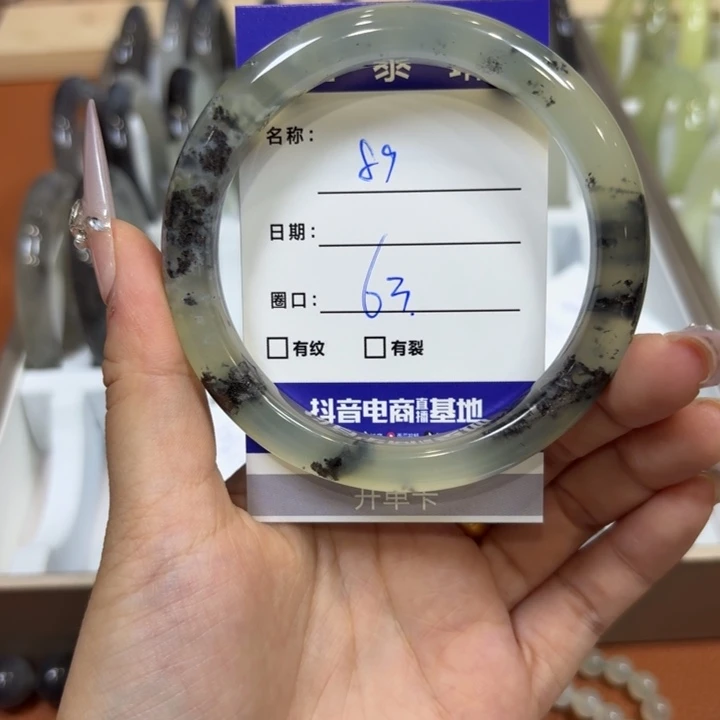 泰
名称： 89
日期：
圈口： 63.
□有纹 □有裂
抖音电商直播基地
开单卡